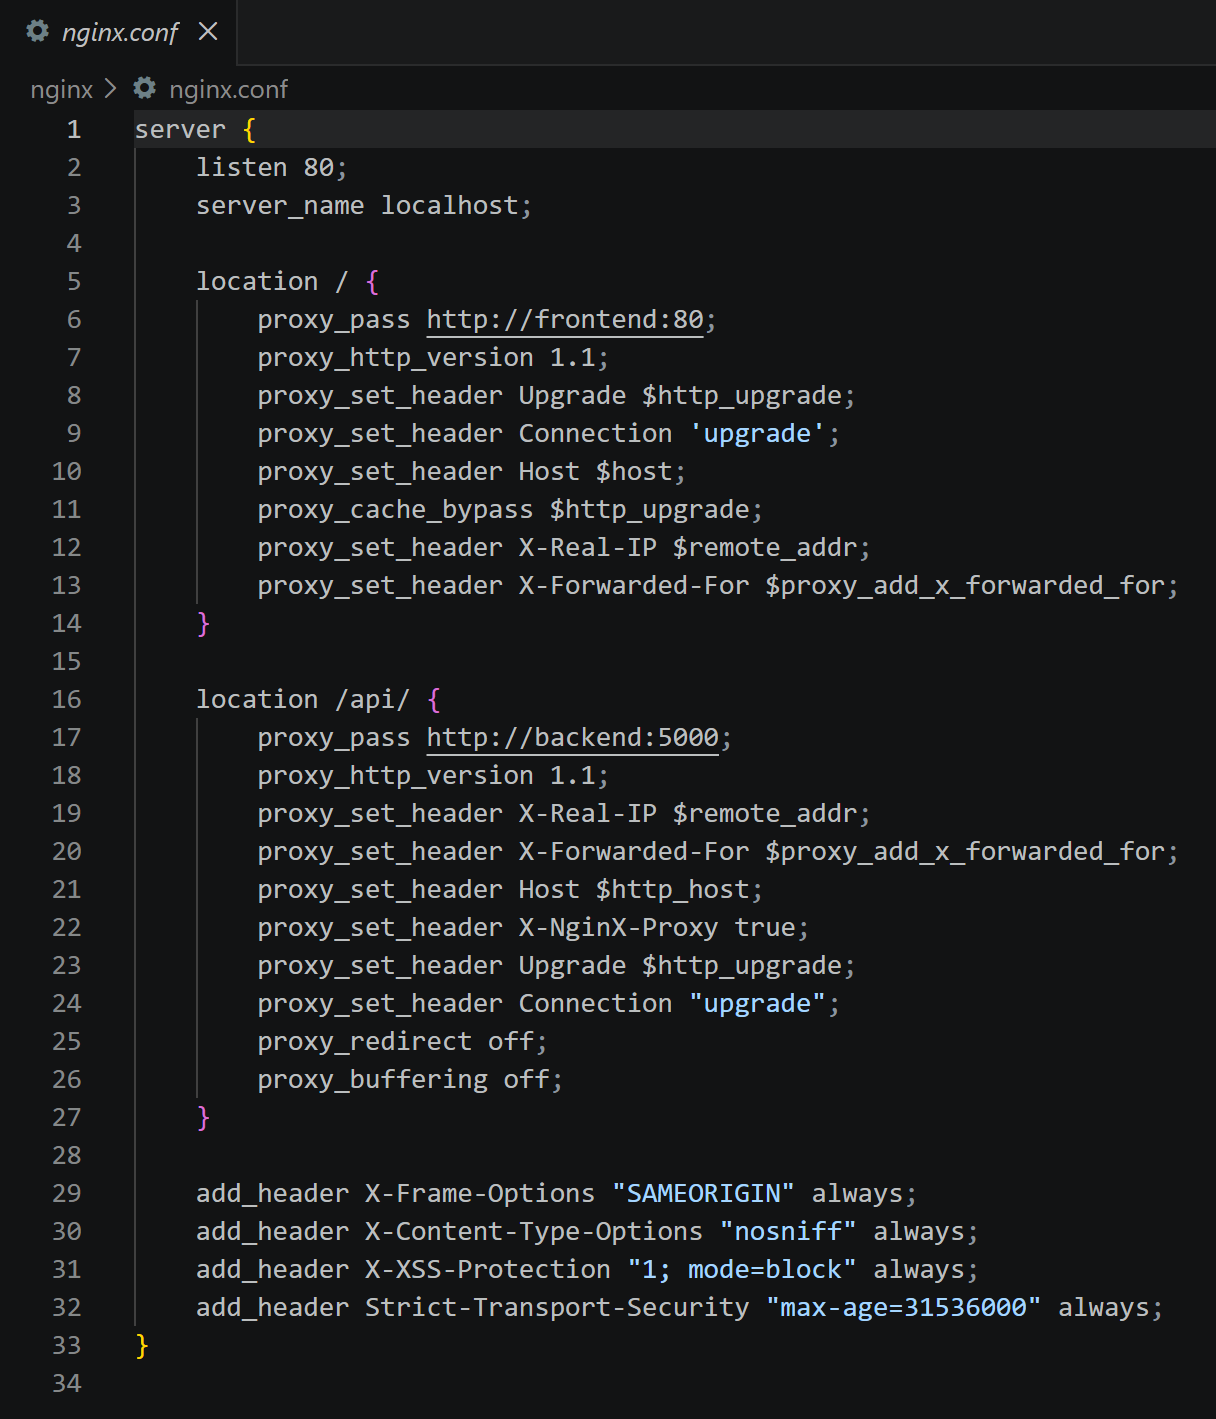 nginx.conf
nginx > nginx.conf
1 server {
2     listen 80;
3     server_name localhost;
4
5     location / {
6         proxy_pass http://frontend:80;
7         proxy_http_version 1.1;
8         proxy_set_header Upgrade $http_upgrade;
9         proxy_set_header Connection 'upgrade';
10         proxy_set_header Host $host;
11         proxy_cache_bypass $http_upgrade;
12         proxy_set_header X-Real-IP $remote_addr;
13         proxy_set_header X-Forwarded-For $proxy_add_x_forwarded_for;
14     }
15
16     location /api/ {
17         proxy_pass http://backend:5000;
18         proxy_http_version 1.1;
19         proxy_set_header X-Real-IP $remote_addr;
20         proxy_set_header X-Forwarded-For $proxy_add_x_forwarded_for;
21         proxy_set_header Host $http_host;
22         proxy_set_header X-NginX-Proxy true;
23         proxy_set_header Upgrade $http_upgrade;
24         proxy_set_header Connection "upgrade";
25         proxy_redirect off;
26         proxy_buffering off;
27     }
28
29     add_header X-Frame-Options "SAMEORIGIN" always;
30     add_header X-Content-Type-Options "nosniff" always;
31     add_header X-XSS-Protection "1; mode=block" always;
32     add_header Strict-Transport-Security "max-age=31536000" always;
33 }
34